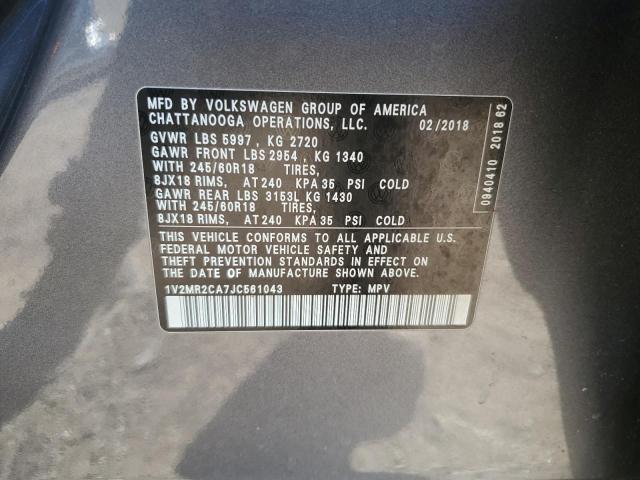 MFD BY VOLKSWAGEN GROUP OF AMERICA
CHATTANOOGA OPERATIONS, LLC. 02/2018
GVWR LBS 5997 , KG 2720
GAWR FRONT LBS 2954 , KG 1340
WITH 245/60R18 TIRES,
8JX18 RIMS, AT 240 KPA 35 PSI COLD
GAWR REAR LBS 3153L KG 1430
WITH 245/60R18 TIRES,
8JX18 RIMS, AT 240 KPA 35 PSI COLD
THIS VEHICLE CONFORMS TO ALL APPLICABLE U.S.
FEDERAL MOTOR VEHICLE SAFETY AND
THEFT PREVENTION STANDARDS IN EFFECT ON
THE DATE OF MANUFACTURE SHOWN ABOVE.
1V2MR2CA7JC561043 TYPE: MPV
0940410 2018 62